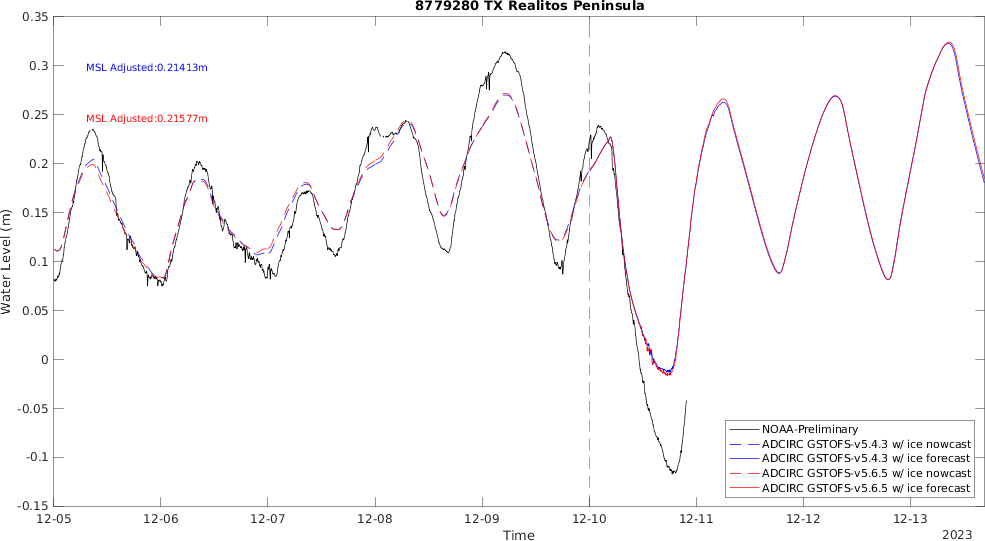 8779280 TX Realitos Peninsula
0.35
0.3
0.25
0.2
0.15
0.1
0.05
0
-0.05
-0.1
-0.15
Water Level (m)
MSL Adjusted:0.21413m
MSL Adjusted:0.21577m
NOAA-Preliminary
ADCIRC GSTOFS-v5.4.3 w/ ice nowcast
ADCIRC GSTOFS-v5.4.3 w/ ice forecast
ADCIRC GSTOFS-v5.6.5 w/ ice nowcast
ADCIRC GSTOFS-v5.6.5 w/ ice forecast
12-05 12-06 12-07 12-08 12-09 12-10 12-11 12-12 12-13
Time
2023